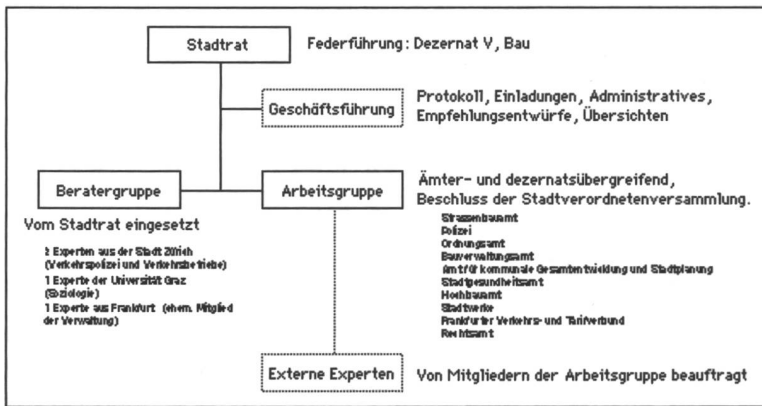 Stadtrat
Federführung: Dezernat V, Bau
Geschäftsführung
Protokoll, Einladungen, Administratives,
Empfehlungsentwürfe, Übersichten
Beratergruppe
Arbeitsgruppe
Ämter- und dezernatsübergreifend,
Beschluss der Stadtverordnetenversammlung.
Vom Stadtrat eingesetzt
2 Experten aus der Stadt Zürich
(Verkehrspolizei und Verkehrsbetriebe)
1 Experte der Universität Graz
(Soziologie)
1 Experte aus Frankfurt (ehem. Mitglied
der Verwaltung)
Strassenbauamt
Polizei
Ordnungsamt
Bauverwaltungsamt
Amt für kommunale Gesamtentwicklung und Stadtplanung
Stadtgesundheitsamt
Hochbauamt
Stadtwerke
Frankfurter Verkehrs- und Tarifverbund
Rechtsamt
Externe Experten
Von Mitgliedern der Arbeitsgruppe beauftragt